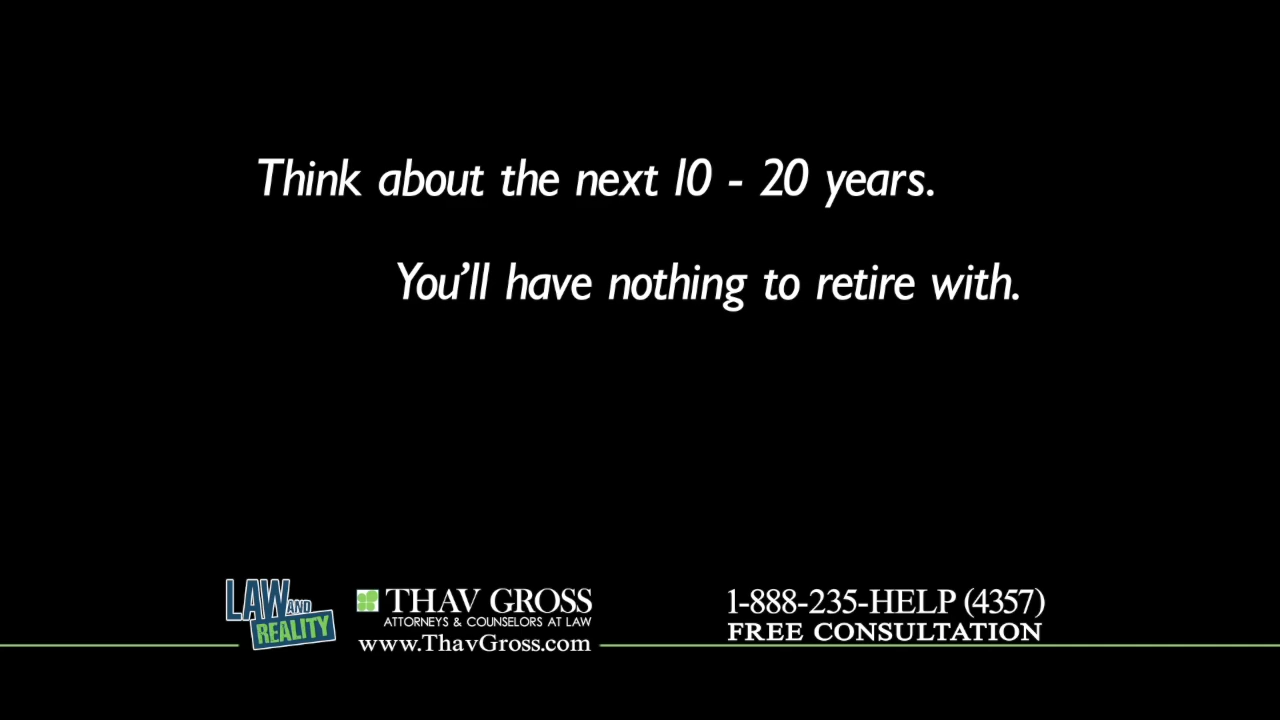 Think about the next 10 - 20 years.
You'll have nothing to retire with.
LAW AND REALITY
THAV GROSS
ATTORNEYS & COUNSELORS AT LAW
www.ThavGross.com
1-888-235-HELP (4357)
FREE CONSULTATION